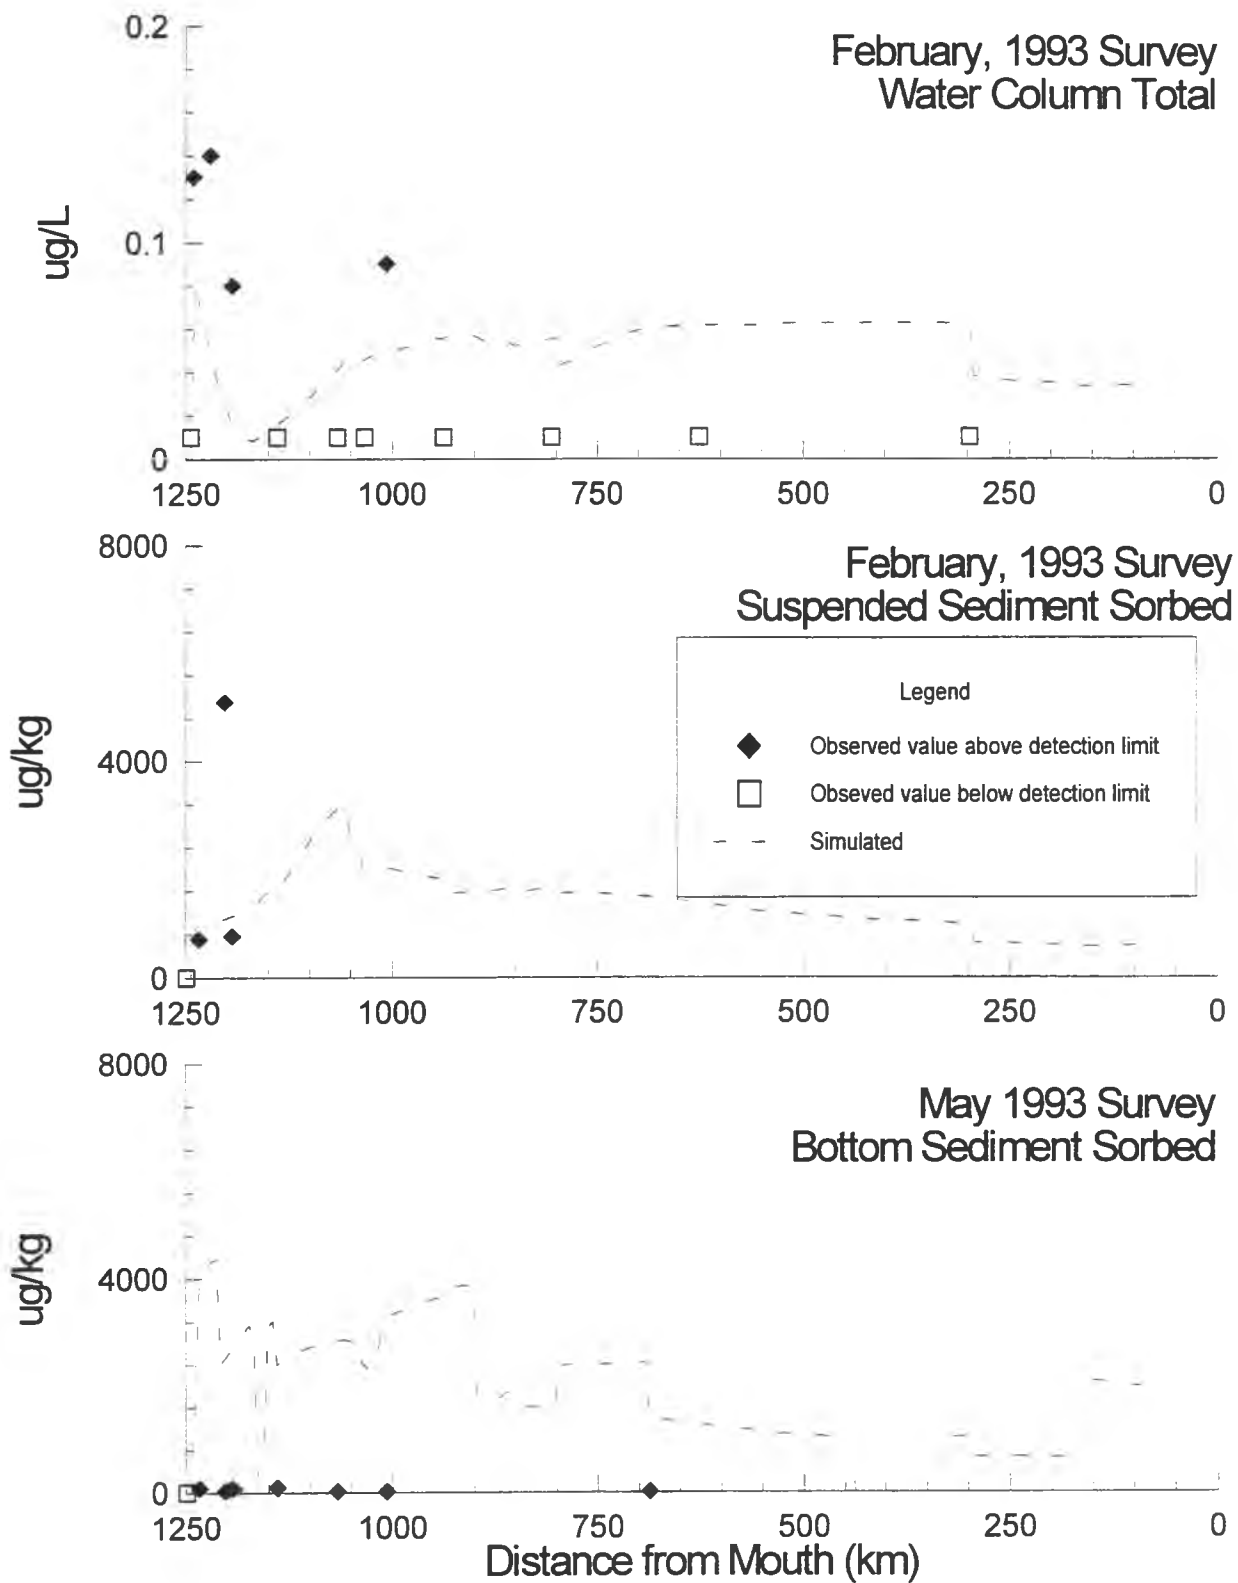 February, 1993 Survey
Water Column Total
0.2
0.1
0
ug/L
1250 1000 750 500 250 0
February, 1993 Survey
Suspended Sediment Sorbed
8000
4000
0
ug/kg
Legend
Observed value above detection limit
Obseved value below detection limit
Simulated
1250 1000 750 500 250 0
May 1993 Survey
Bottom Sediment Sorbed
8000
4000
0
ug/kg
1250 1000 750 500 250 0
Distance from Mouth (km)